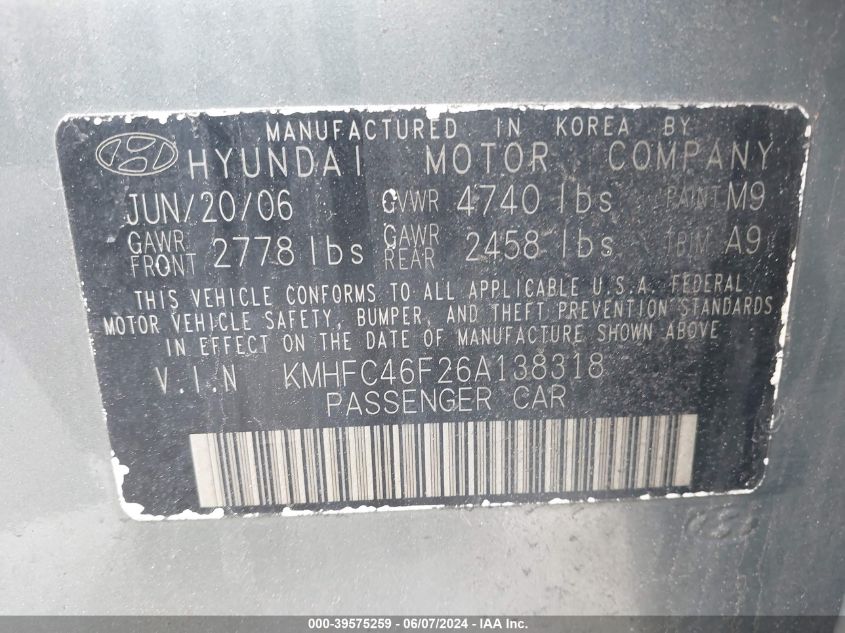 MANUFACTURED IN KOREA BY
HYUNDAI MOTOR COMPANY
JUN/20/06 GVWR 4740 lbs PAINT M9
GAWR FRONT 2778 lbs GAWR REAR 2458 lbs TRIM A9
THIS VEHICLE CONFORMS TO ALL APPLICABLE U.S.A. FEDERAL
MOTOR VEHICLE SAFETY, BUMPER, AND THEFT PREVENTION STANDARDS
IN EFFECT ON THE DATE OF MANUFACTURE SHOWN ABOVE
V.I.N KMHFC46F26A138318
PASSENGER CAR
000-39575259 - 06/07/2024 - IAA Inc.